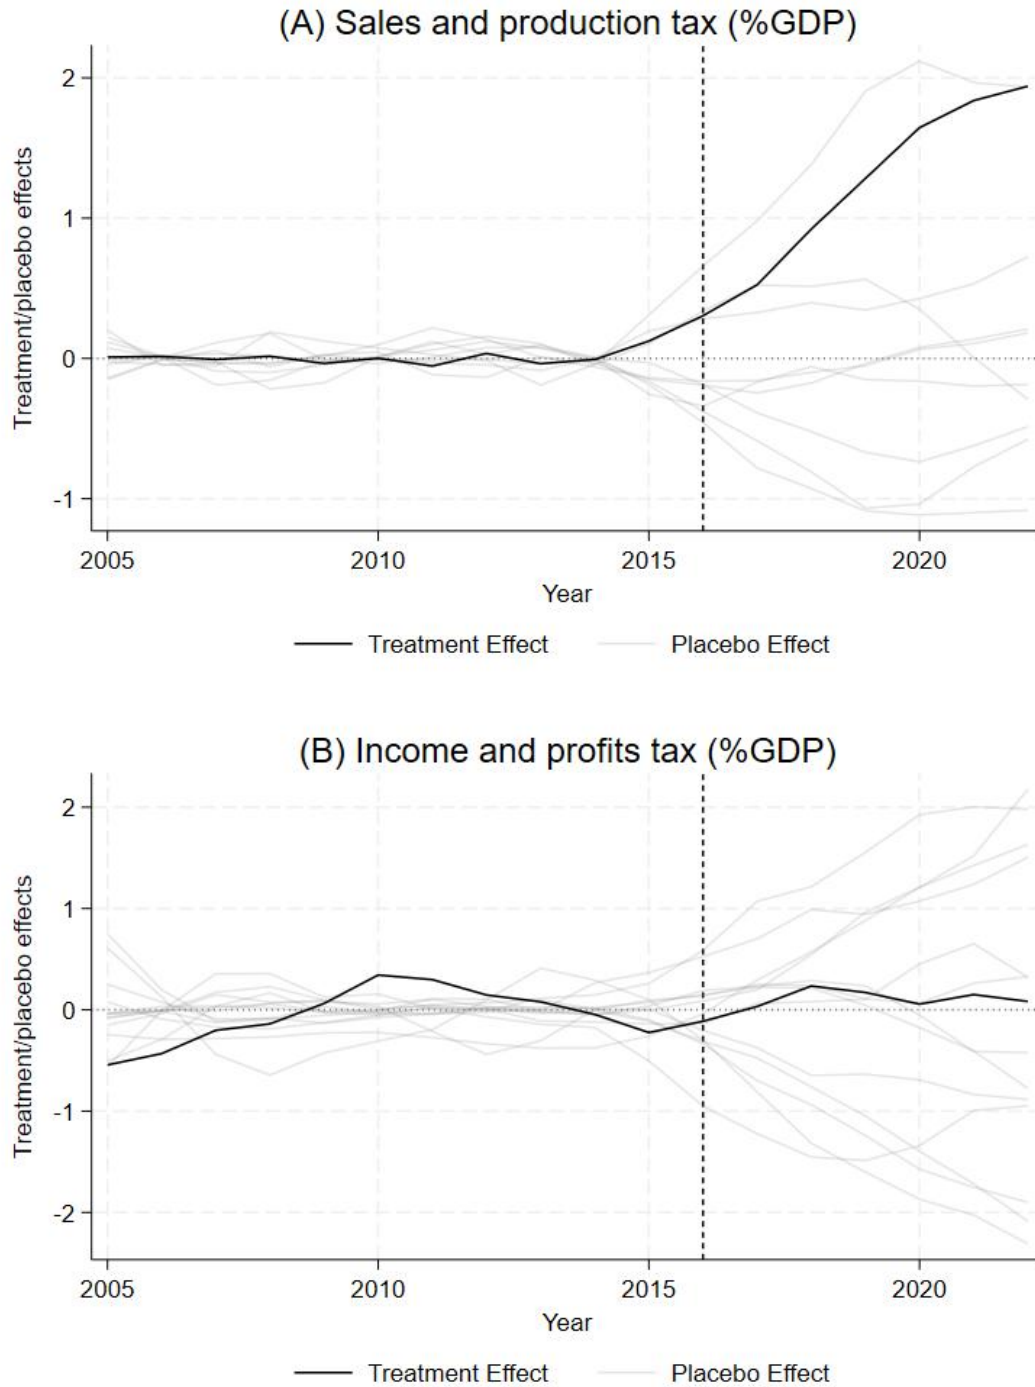 (A) Sales and production tax (%GDP)
Treatment/placebo effects
2
1
0
-1
2005 2010 2015 2020
Year
Treatment Effect Placebo Effect
(B) Income and profits tax (%GDP)
Treatment/placebo effects
2
1
0
-1
-2
2005 2010 2015 2020
Year
Treatment Effect Placebo Effect